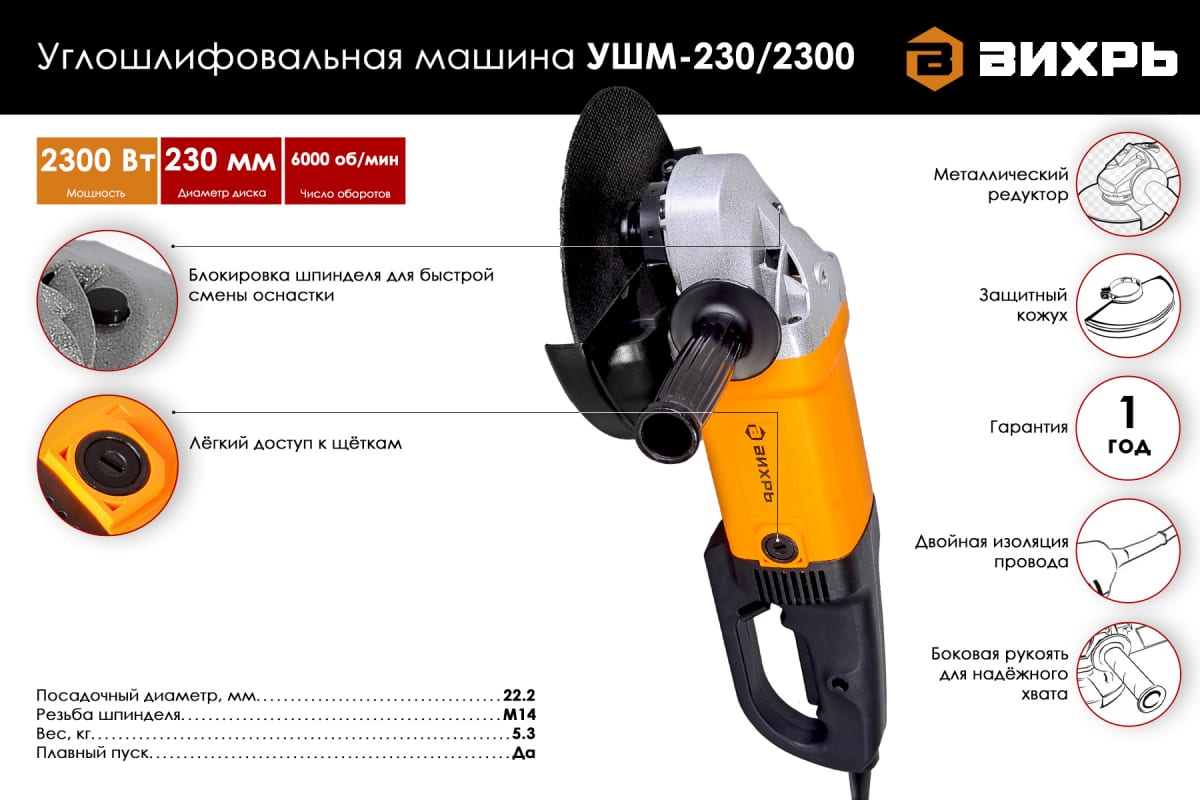 Углошлифовальная машина УШМ-230/2300
ВИХРЬ
2300 Вт
Мощность
230 мм
Диаметр диска
6000 об/мин
Число оборотов
Блокировка шпинделя для быстрой
смены оснастки
Лёгкий доступ к щёткам
ВИХРЬ
Металлический
редуктор
Защитный
кожух
Гарантия
1
год
Двойная изоляция
провода
Боковая рукоять
для надёжного
хвата
Посадочный диаметр, мм 22.2
Резьба шпинделя М14
Вес, кг 5.3
Плавный пуск Да